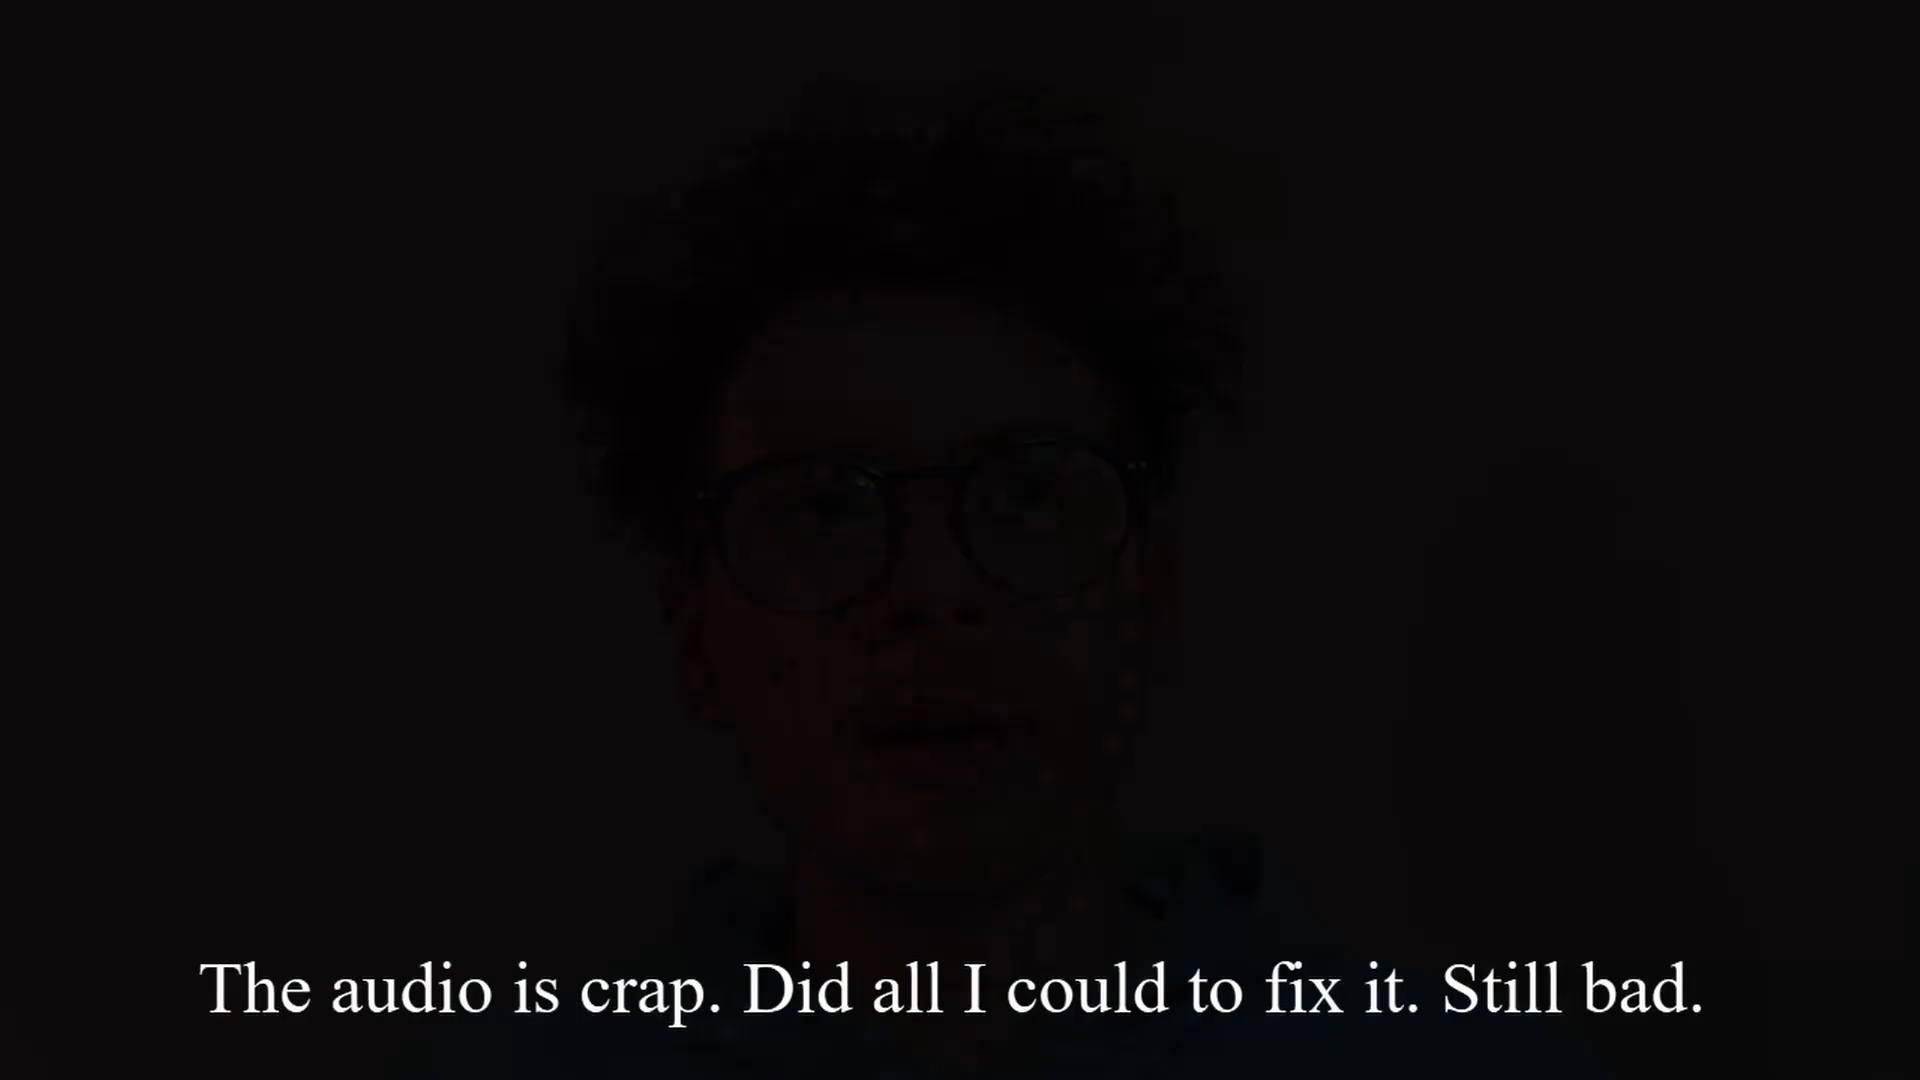 The audio is crap. Did all I could to fix it. Still bad.